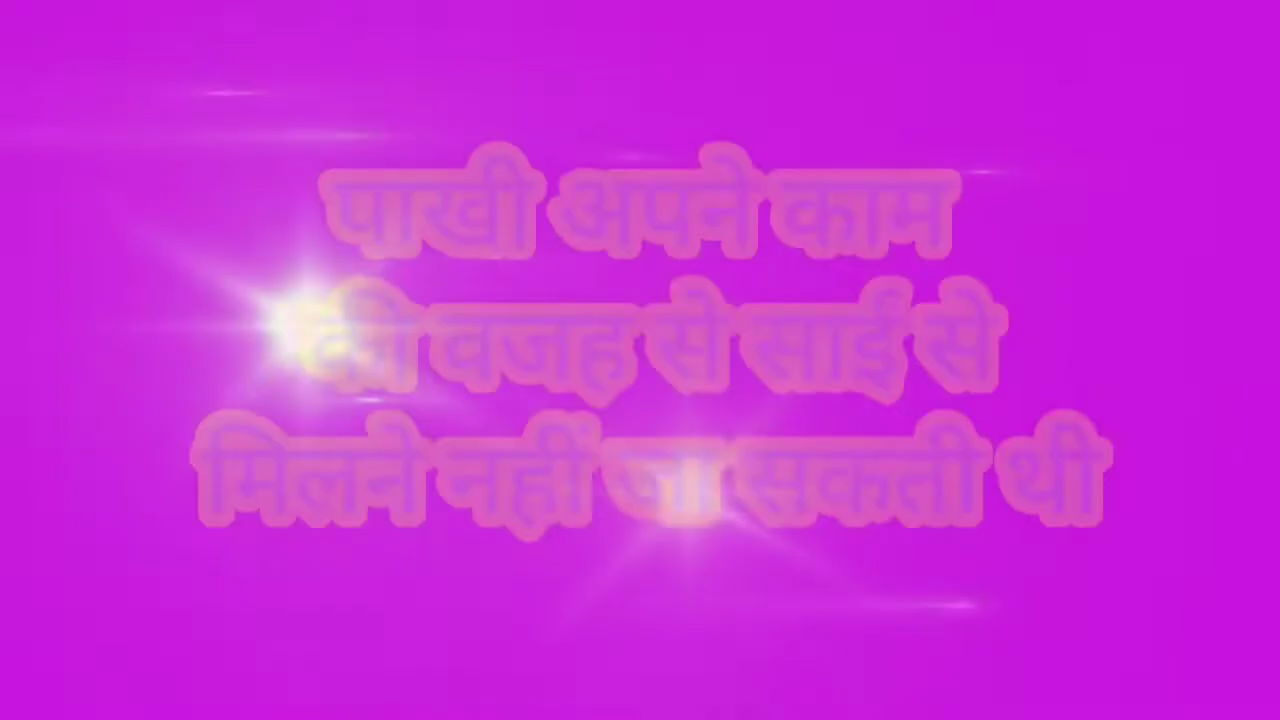 पाखी अपने काम
की वजह से साई से
मिलने नहीं जा सकती थी